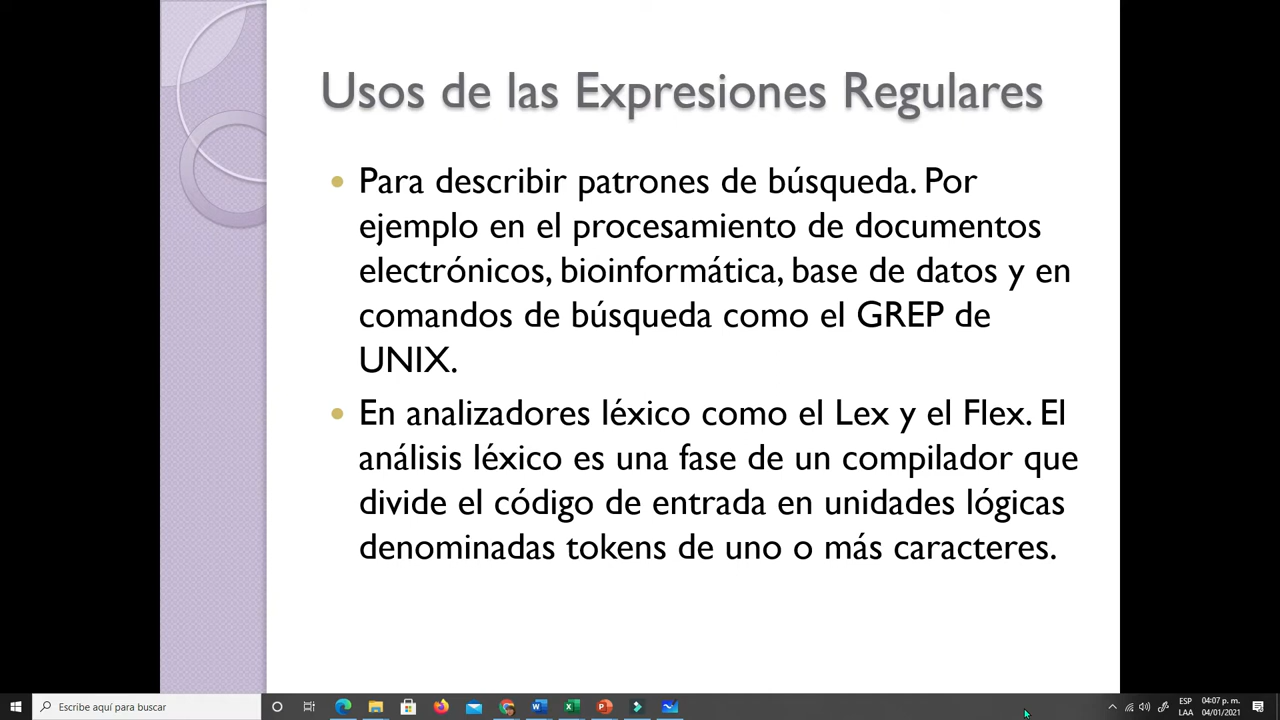 Usos de las Expresiones Regulares
Para describir patrones de búsqueda. Por
ejemplo en el procesamiento de documentos
electrónicos, bioinformática, base de datos y en
comandos de búsqueda como el GREP de
UNIX.
En analizadores léxico como el Lex y el Flex. El
análisis léxico es una fase de un compilador que
divide el código de entrada en unidades lógicas
denominadas tokens de uno o más caracteres.
Escribe aquí para buscar
ESP 04:07 p. m.
LAA 04/01/2021